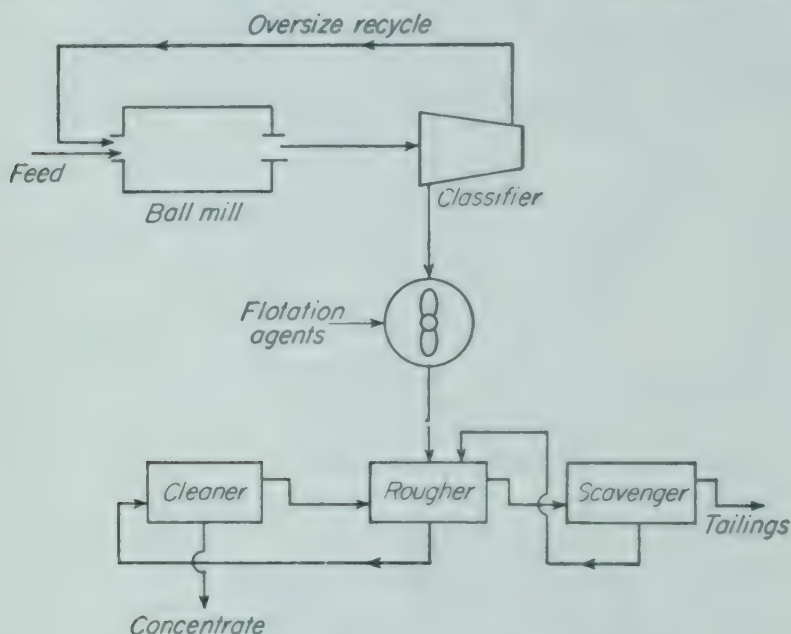 Oversize recycle
Feed
Ball mill
Classifier
Flotation
agents
Cleaner
Rougher
Scavenger
Tailings
Concentrate